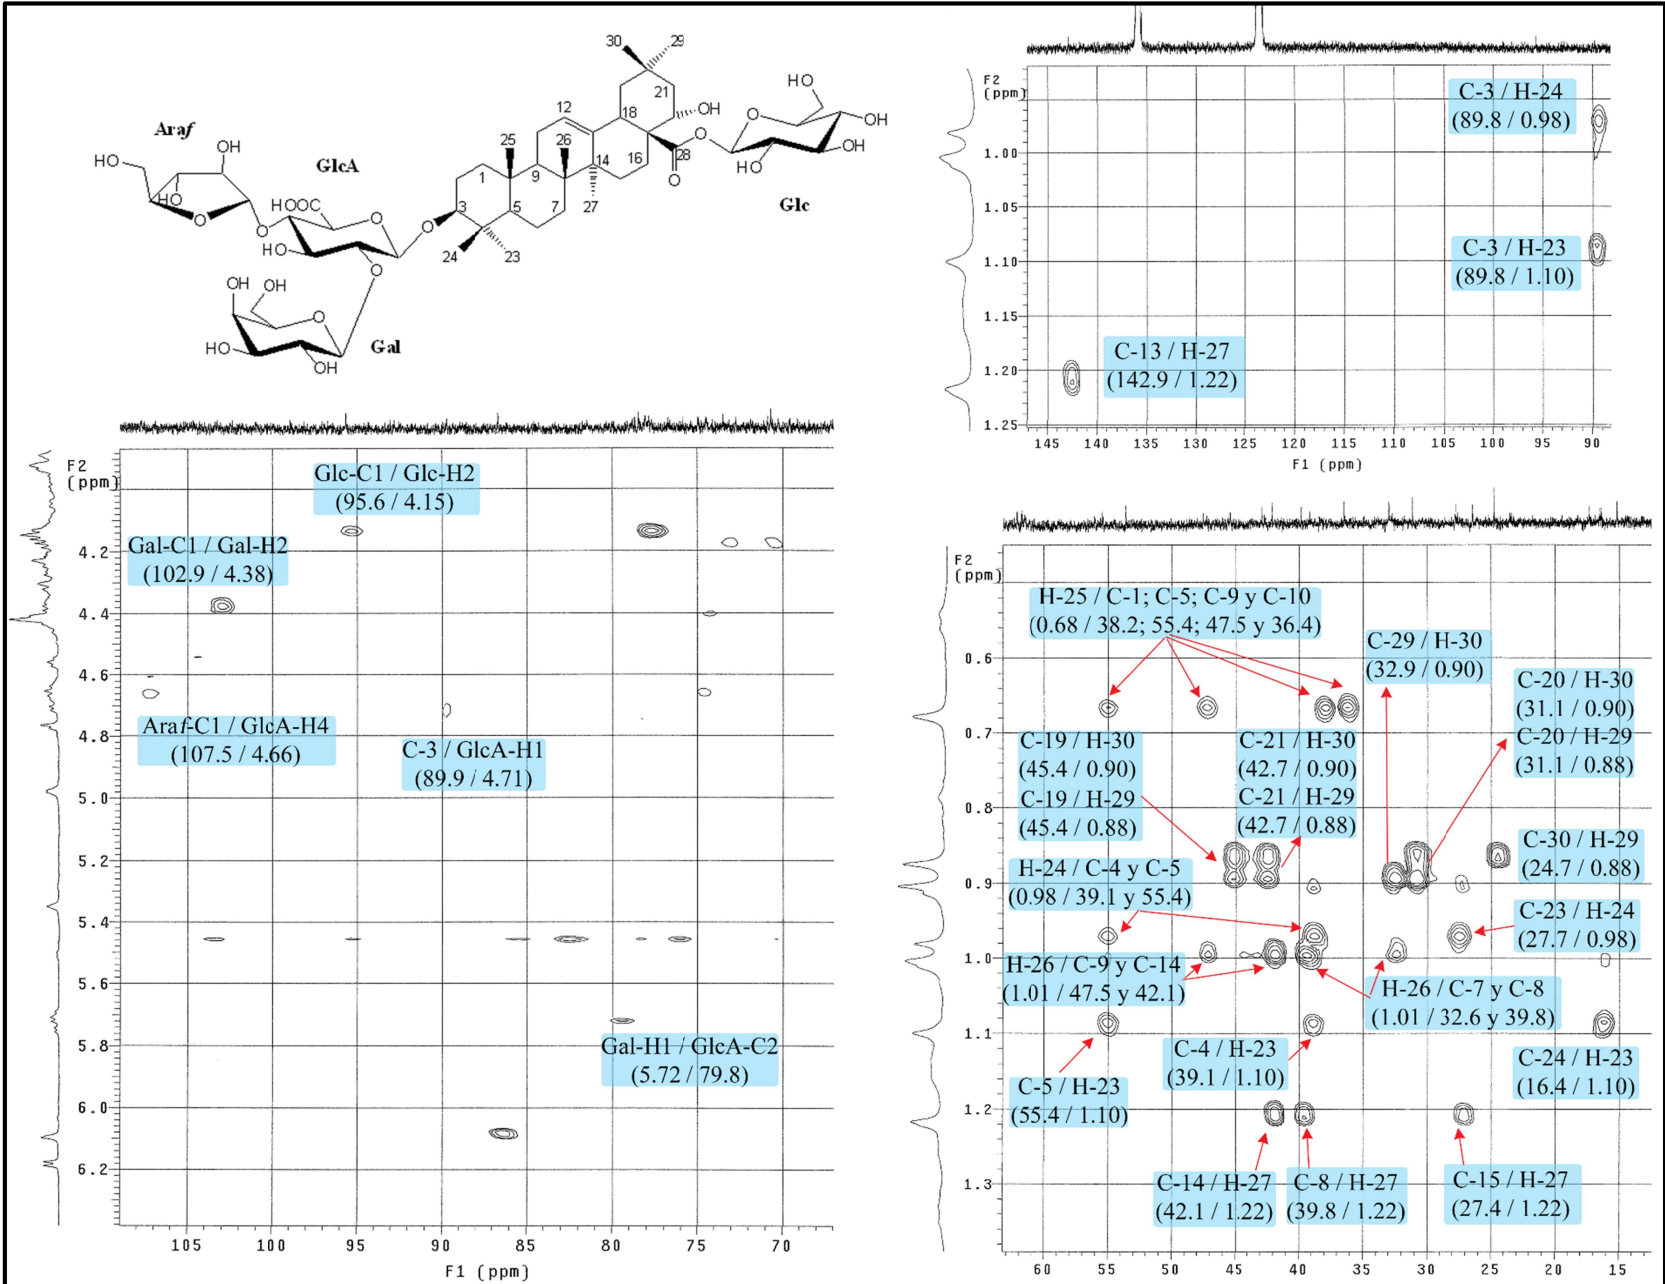 30
29
21
OH
18
12
HO
OH
O
O
28
O
OH
HO
OH
Glc
25
26
16
14
1
9
27
3
5
7
24
23
O
Araf
OH
HO
HO
O
GlcA
HOOC
O
O
HO
O
OH
OH
O
HO
OH
OH
Gal
F2
(ppm)
1.00
1.05
1.10
1.15
1.20
1.25
C-3 / H-24
(89.8 / 0.98)
C-3 / H-23
(89.8 / 1.10)
C-13 / H-27
(142.9 / 1.22)
145 140 135 130 125 120 115 110 105 100 95 90
F1 (ppm)
F2
(ppm)
4.2
4.4
4.6
4.8
5.0
5.2
5.4
5.6
5.8
6.0
6.2
Glc-C1 / Glc-H2
(95.6 / 4.15)
Gal-C1 / Gal-H2
(102.9 / 4.38)
Araf-C1 / GlcA-H4
(107.5 / 4.66)
C-3 / GlcA-H1
(89.9 / 4.71)
Gal-H1 / GlcA-C2
(5.72 / 79.8)
105 100 95 90 85 80 75 70
F1 (ppm)
F2
(ppm)
0.6
0.7
0.8
0.9
1.0
1.1
1.2
1.3
H-25 / C-1; C-5; C-9 y C-10
(0.68 / 38.2; 55.4; 47.5 y 36.4)
C-29 / H-30
(32.9 / 0.90)
C-20 / H-30
(31.1 / 0.90)
C-20 / H-29
(31.1 / 0.88)
C-19 / H-30
(45.4 / 0.90)
C-19 / H-29
(45.4 / 0.88)
C-21 / H-30
(42.7 / 0.90)
C-21 / H-29
(42.7 / 0.88)
C-30 / H-29
(24.7 / 0.88)
H-24 / C-4 y C-5
(0.98 / 39.1 y 55.4)
C-23 / H-24
(27.7 / 0.98)
H-26 / C-9 y C-14
(1.01 / 47.5 y 42.1)
H-26 / C-7 y C-8
(1.01 / 32.6 y 39.8)
C-4 / H-23
(39.1 / 1.10)
C-24 / H-23
(16.4 / 1.10)
C-5 / H-23
(55.4 / 1.10)
C-14 / H-27
(42.1 / 1.22)
C-8 / H-27
(39.8 / 1.22)
C-15 / H-27
(27.4 / 1.22)
60 55 50 45 40 35 30 25 20 15